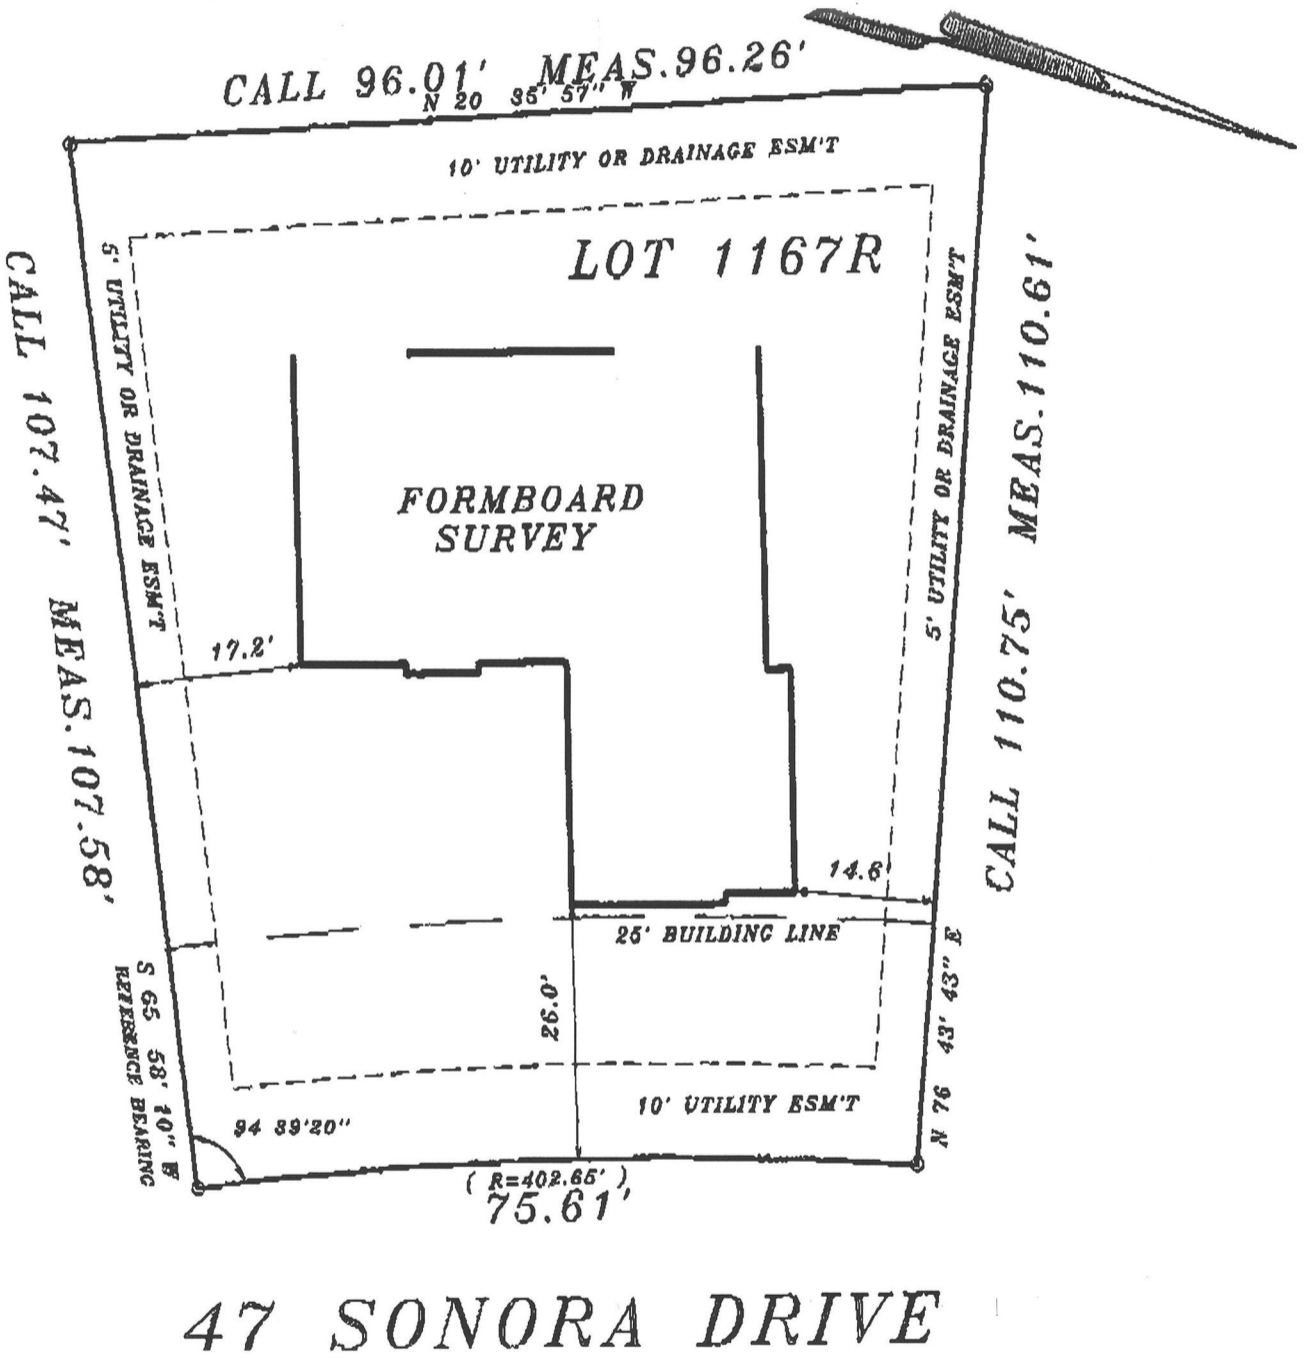 CALL 96.01' MEAS.96.26'
N 20 35' 57" W
10' UTILITY OR DRAINAGE ESM'T
LOT 1167R
5' UTILITY OR DRAINAGE ESM'T
CALL 107.47' MEAS.107.58'
5' UTILITY OR DRAINAGE ESM'T
CALL 110.75' MEAS.110.61'
FORMBOARD
SURVEY
17.2'
14.6'
25' BUILDING LINE
26.0'
S 65 58' 10" W
REFERENCE BEARING
N 76 43' 43" E
10' UTILITY ESM'T
94 39'20"
( R=402.65' )
75.61'
47 SONORA DRIVE